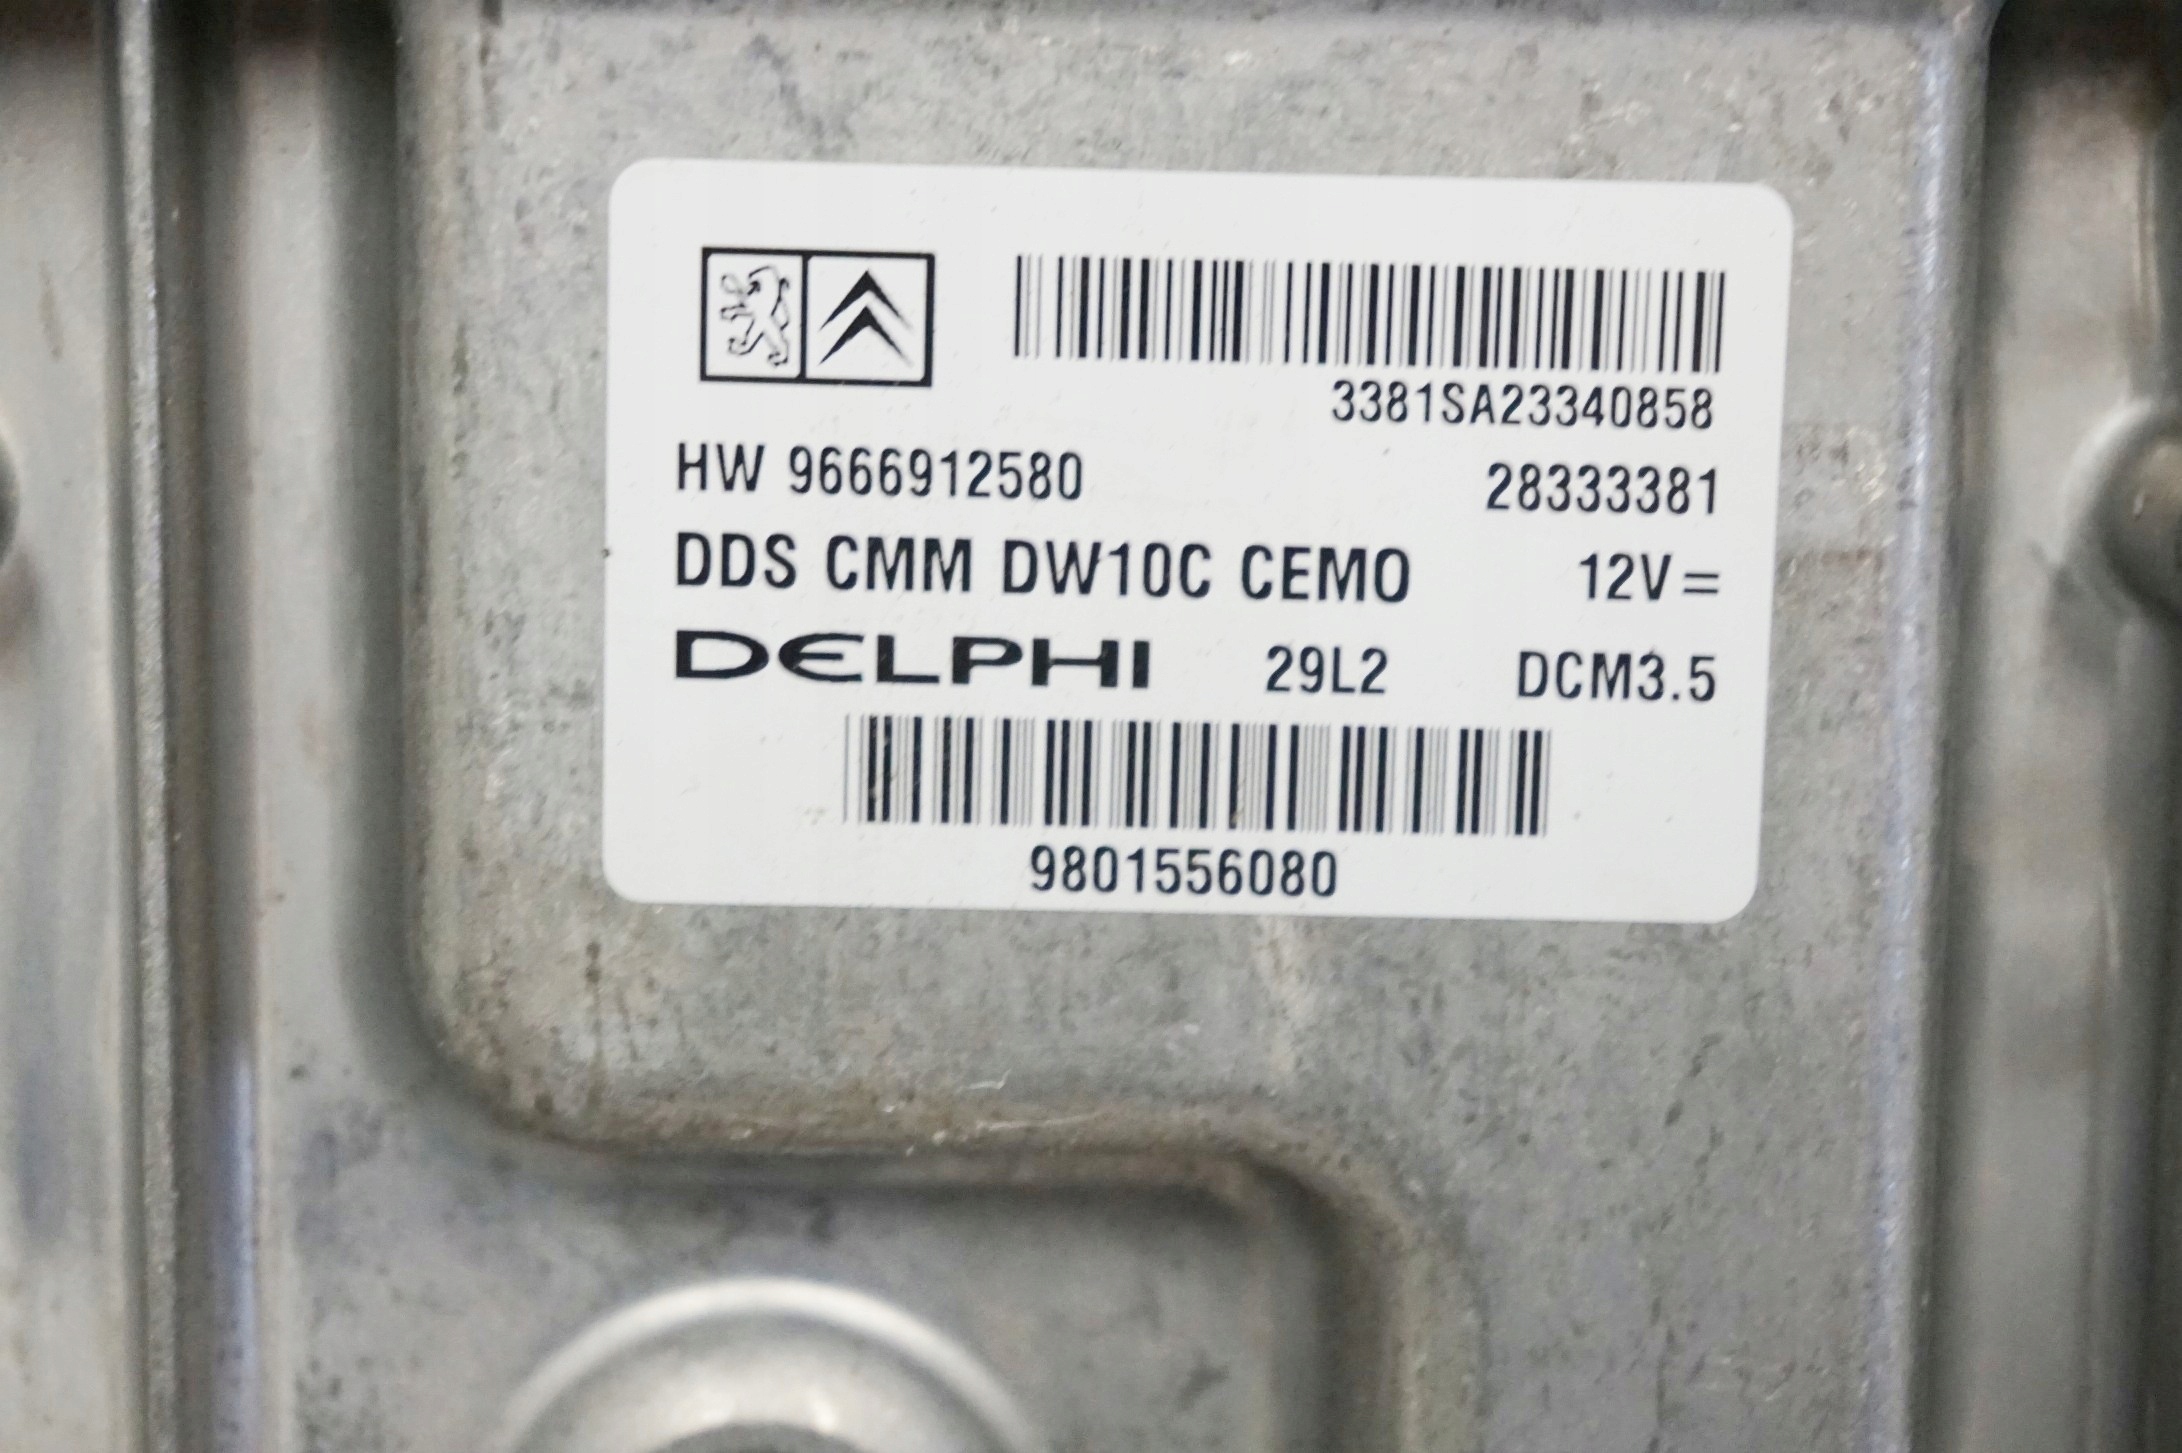 3381SA23340858
HW 9666912580 28333381
DDS CMM DW10C CEMO 12V=
DELPHI 29L2 DCM3.5
9801556080